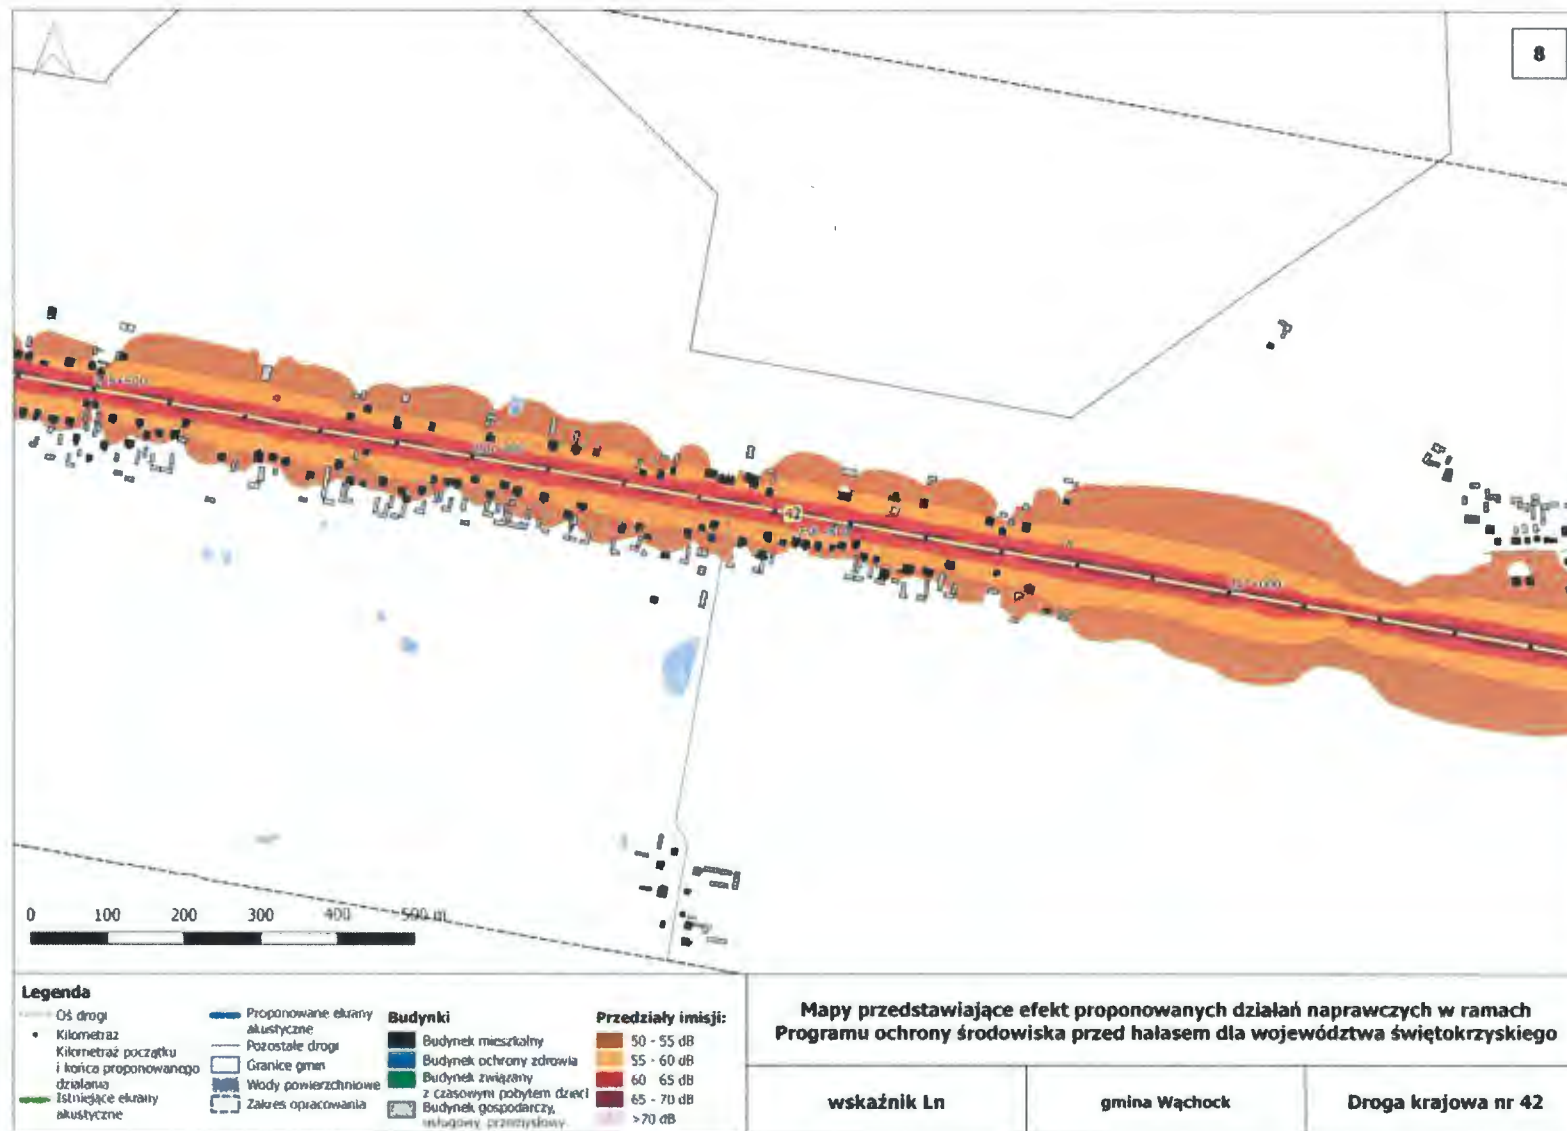 8
42
0 100 200 300 400 500 m
Legenda
Oś drogi
Kilometraż
Kilometraż początku
i końca proponowanego
działania
Istniejące ekrany
akustyczne
Proponowane ekrany
akustyczne
Pozostałe drogi
Granice gmin
Wody powierzchniowe
Zakres opracowania
Budynki
Budynek mieszkalny
Budynek ochrony zdrowia
Budynek związany
z czasowym pobytem dzieci
Budynek gospodarczy,
usługowy, przemysłowy
Przedziały imisji:
50 - 55 dB
55 - 60 dB
60 65 dB
65 - 70 dB
>70 dB
Mapy przedstawiające efekt proponowanych działań naprawczych w ramach
Programu ochrony środowiska przed hałasem dla województwa świętokrzyskiego
wskaźnik Ln
gmina Wąchock
Droga krajowa nr 42